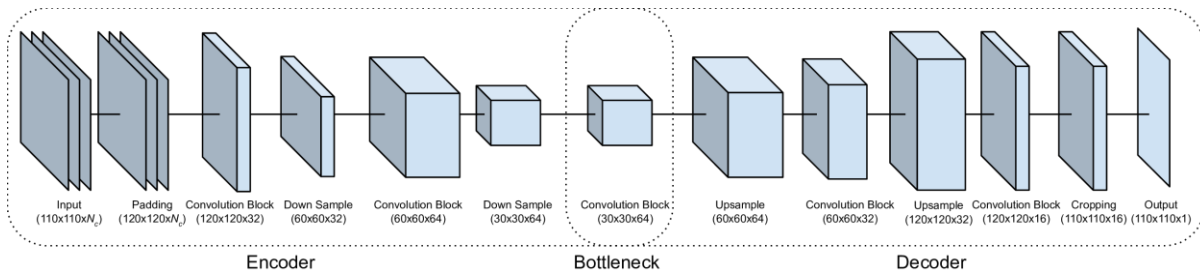 Input
(110x110xN_c)
Padding
(120x120xN_c)
Convolution Block
(120x120x32)
Down Sample
(60x60x32)
Convolution Block
(60x60x64)
Down Sample
(30x30x64)
Convolution Block
(30x30x64)
Upsample
(60x60x64)
Convolution Block
(60x60x32)
Upsample
(120x120x32)
Convolution Block
(120x120x16)
Cropping
(110x110x16)
Output
(110x110x1)
Encoder
Bottleneck
Decoder